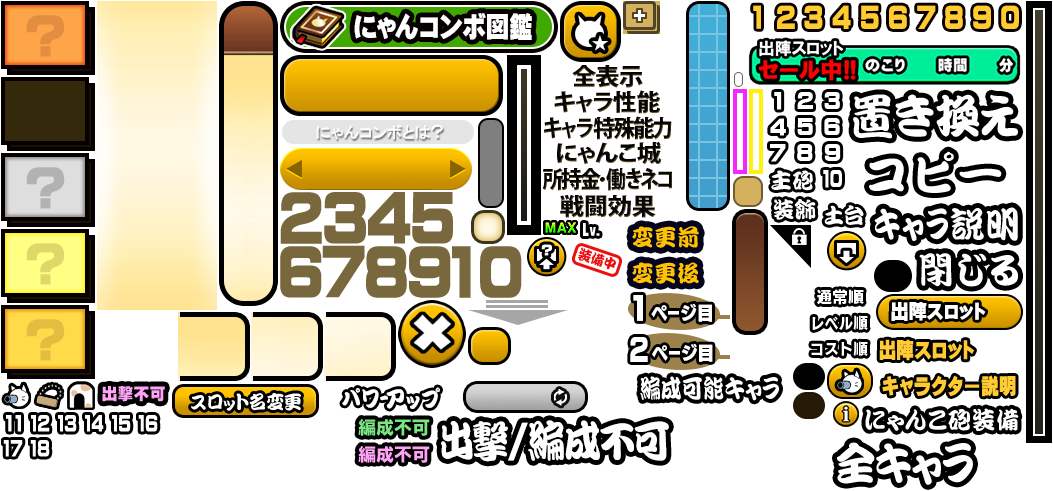 ?
?
?
?
にゃんコンボ図鑑
にゃんコンボとは?
2345
678910
全表示
キャラ性能
キャラ特殊能力
にゃんこ城
所持金・働きネコ
戦闘効果
MAX Lv.
装備中
変更前
変更後
1ページ目
2ページ目
編成可能キャラ
1234567890
出陣スロット
セール中!! のこり 時間 分
1 2 3
4 5 6
7 8 9
主砲 10
装飾 土台
置き換え
コピー
キャラ説明
閉じる
通常順
レベル順
コスト順
出陣スロット
出陣スロット
キャラクター説明
にゃんこ砲装備
全キャラ
出撃不可
11 12 13 14 15 16
17 18
スロット名変更
パワーアップ
編成不可
編成不可
出撃/編成不可